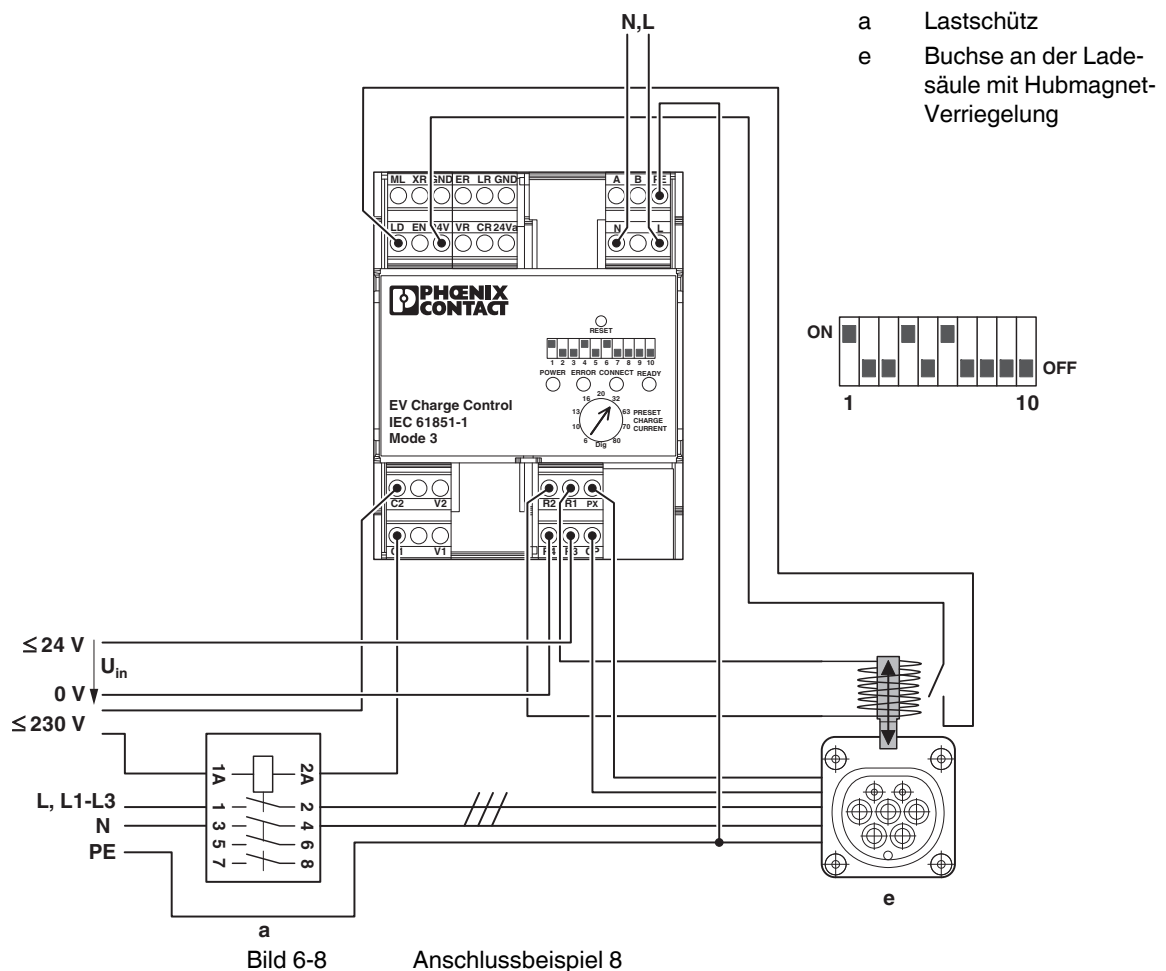 N,L
a Lastschütz
e Buchse an der Lade-
säule mit Hubmagnet-
Verriegelung
ML XR GND ER LR GND
A B PE
LD EN 24V VR CR 24Va
N L
PHŒNIX
CONTACT
RESET
1 2 3 4 5 6 7 8 9 10
POWER ERROR CONNECT READY
EV Charge Control
IEC 61851-1
Mode 3
6 10 13 16 20 32 63 70 80 Dig
PRESET
CHARGE
CURRENT
ON
OFF
1 10
C2 V2
R2 R1 PX
C1 V1
R4 R3 CP
≤ 24 V
Uin
0 V
≤ 230 V
1A 2A
L, L1-L3
1 2
N
3 4
PE
5 6
7 8
a
e
Bild 6-8 Anschlussbeispiel 8